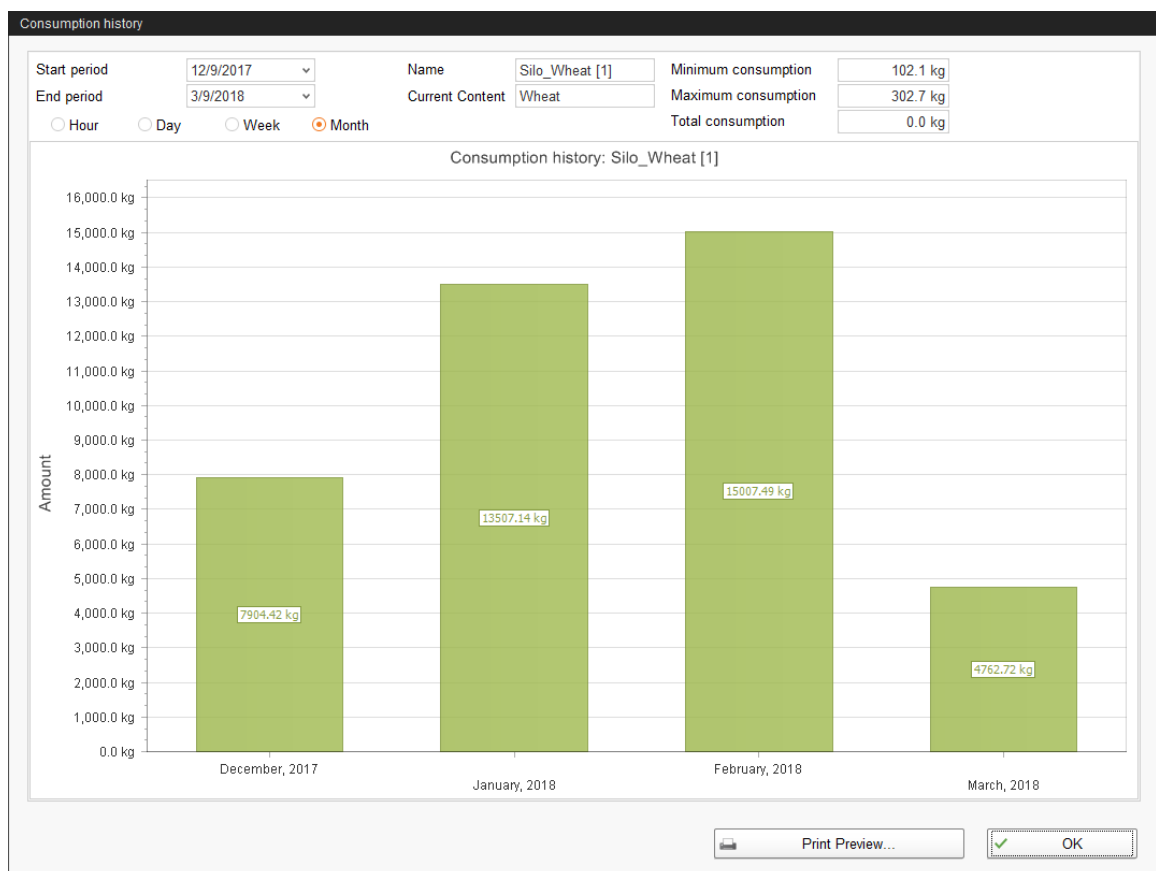 Consumption history
Start period 12/9/2017 Name Silo_Wheat [1] Minimum consumption 102.1 kg
End period 3/9/2018 Current Content Wheat Maximum consumption 302.7 kg
Hour Day Week Month Total consumption 0.0 kg
Consumption history: Silo_Wheat [1]
16,000.0 kg
15,000.0 kg
14,000.0 kg
13,000.0 kg
12,000.0 kg
11,000.0 kg
10,000.0 kg
9,000.0 kg
8,000.0 kg
7,000.0 kg
6,000.0 kg
5,000.0 kg
4,000.0 kg
3,000.0 kg
2,000.0 kg
1,000.0 kg
0.0 kg
Amount
7904.42 kg
13507.14 kg
15007.49 kg
4762.72 kg
December, 2017
January, 2018
February, 2018
March, 2018
Print Preview... OK